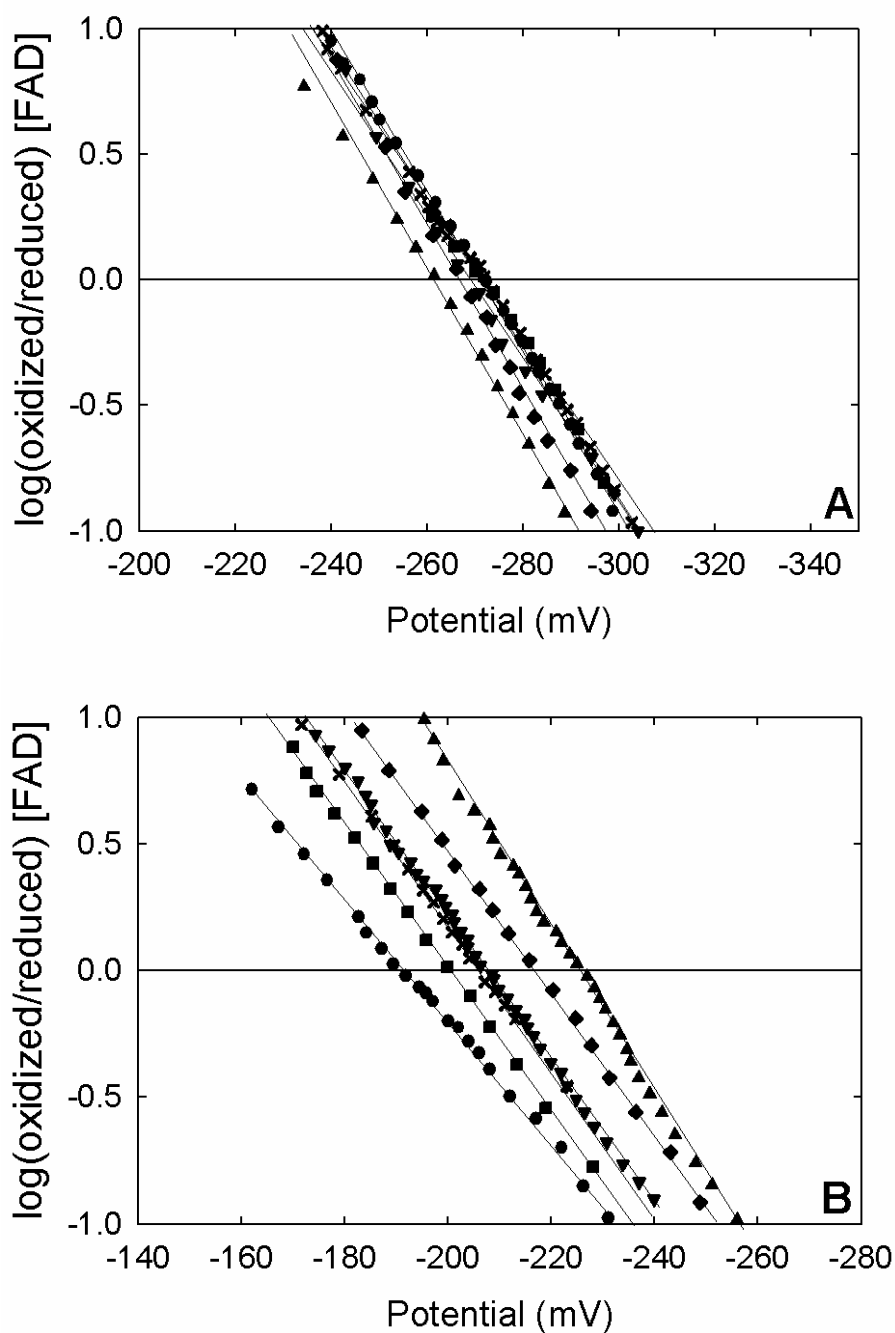 log(oxidized/reduced) [FAD]
1.0
0.5
0.0
-0.5
-1.0
A
-200 -220 -240 -260 -280 -300 -320 -340
Potential (mV)
log(oxidized/reduced) [FAD]
1.0
0.5
0.0
-0.5
-1.0
B
-140 -160 -180 -200 -220 -240 -260 -280
Potential (mV)